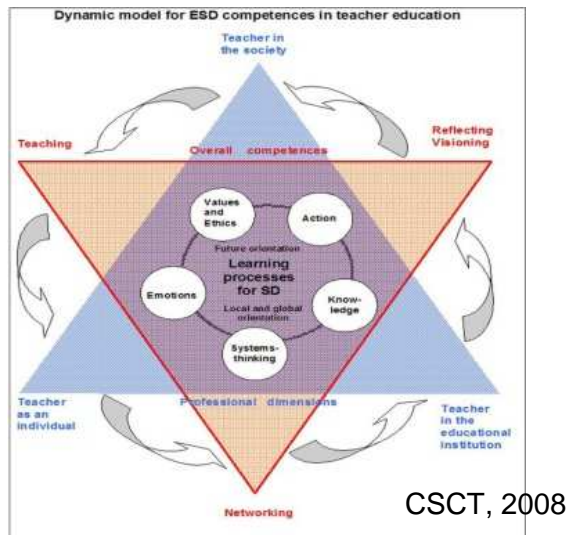 Dynamic model for ESD competences in teacher education
Teacher in
the society
Teaching
Reflecting
Visioning
Overall competences
Values
and
Ethics
Action
Future orientation
Learning
processes
for SD
Emotions
Know-
ledge
Local and global
orientation
Systems-
thinking
Teacher
as an
individual
Professional dimensions
Teacher
in the
educational
institution
Networking
CSCT, 2008